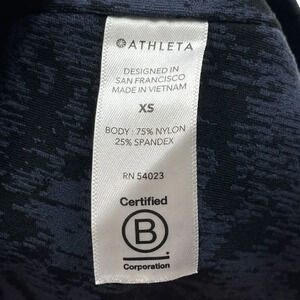 ATHLETA
DESIGNED IN
SAN FRANCISCO
MADE IN VIETNAM
XS
BODY : 75% NYLON
25% SPANDEX
RN 54023
Certified
B
Corporation